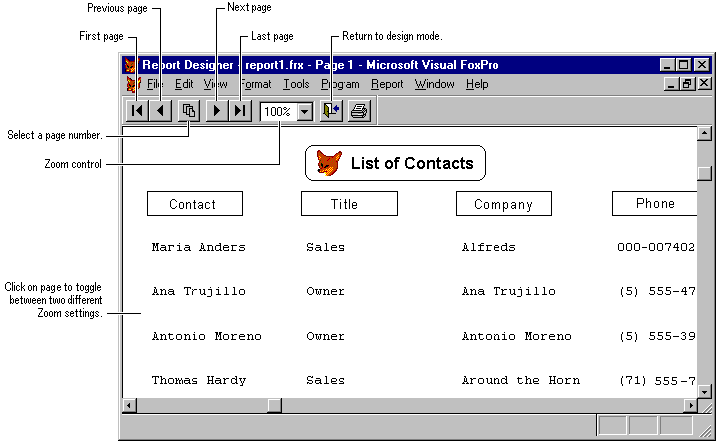 Previous page
Next page
First page
Last page
Return to design mode.
Report Designer - report1.frx - Page 1 - Microsoft Visual FoxPro
File Edit View Format Tools Program Report Window Help
100%
Select a page number.
Zoom control
List of Contacts
Contact Title Company Phone
Maria Anders Sales Alfreds 000-007402
Ana Trujillo Owner Ana Trujillo (5) 555-47
Click on page to toggle
between two different
Zoom settings.
Antonio Moreno Owner Antonio Moreno (5) 555-39
Thomas Hardy Sales Around the Horn (71) 555-7